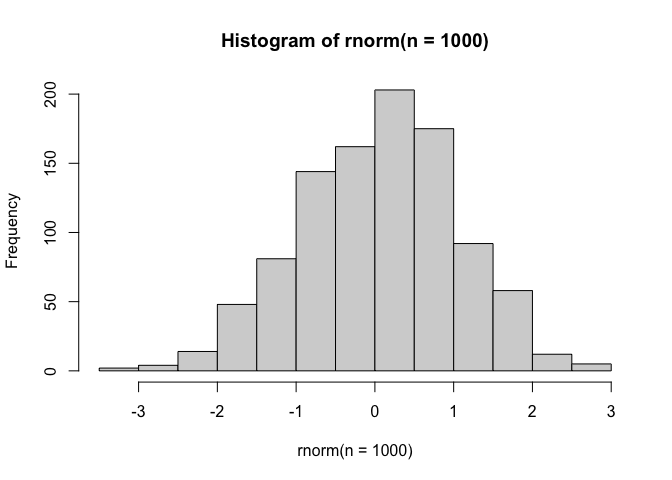 Histogram of rnorm(n = 1000)
Frequency
200
150
100
50
0
-3 -2 -1 0 1 2 3
rnorm(n = 1000)